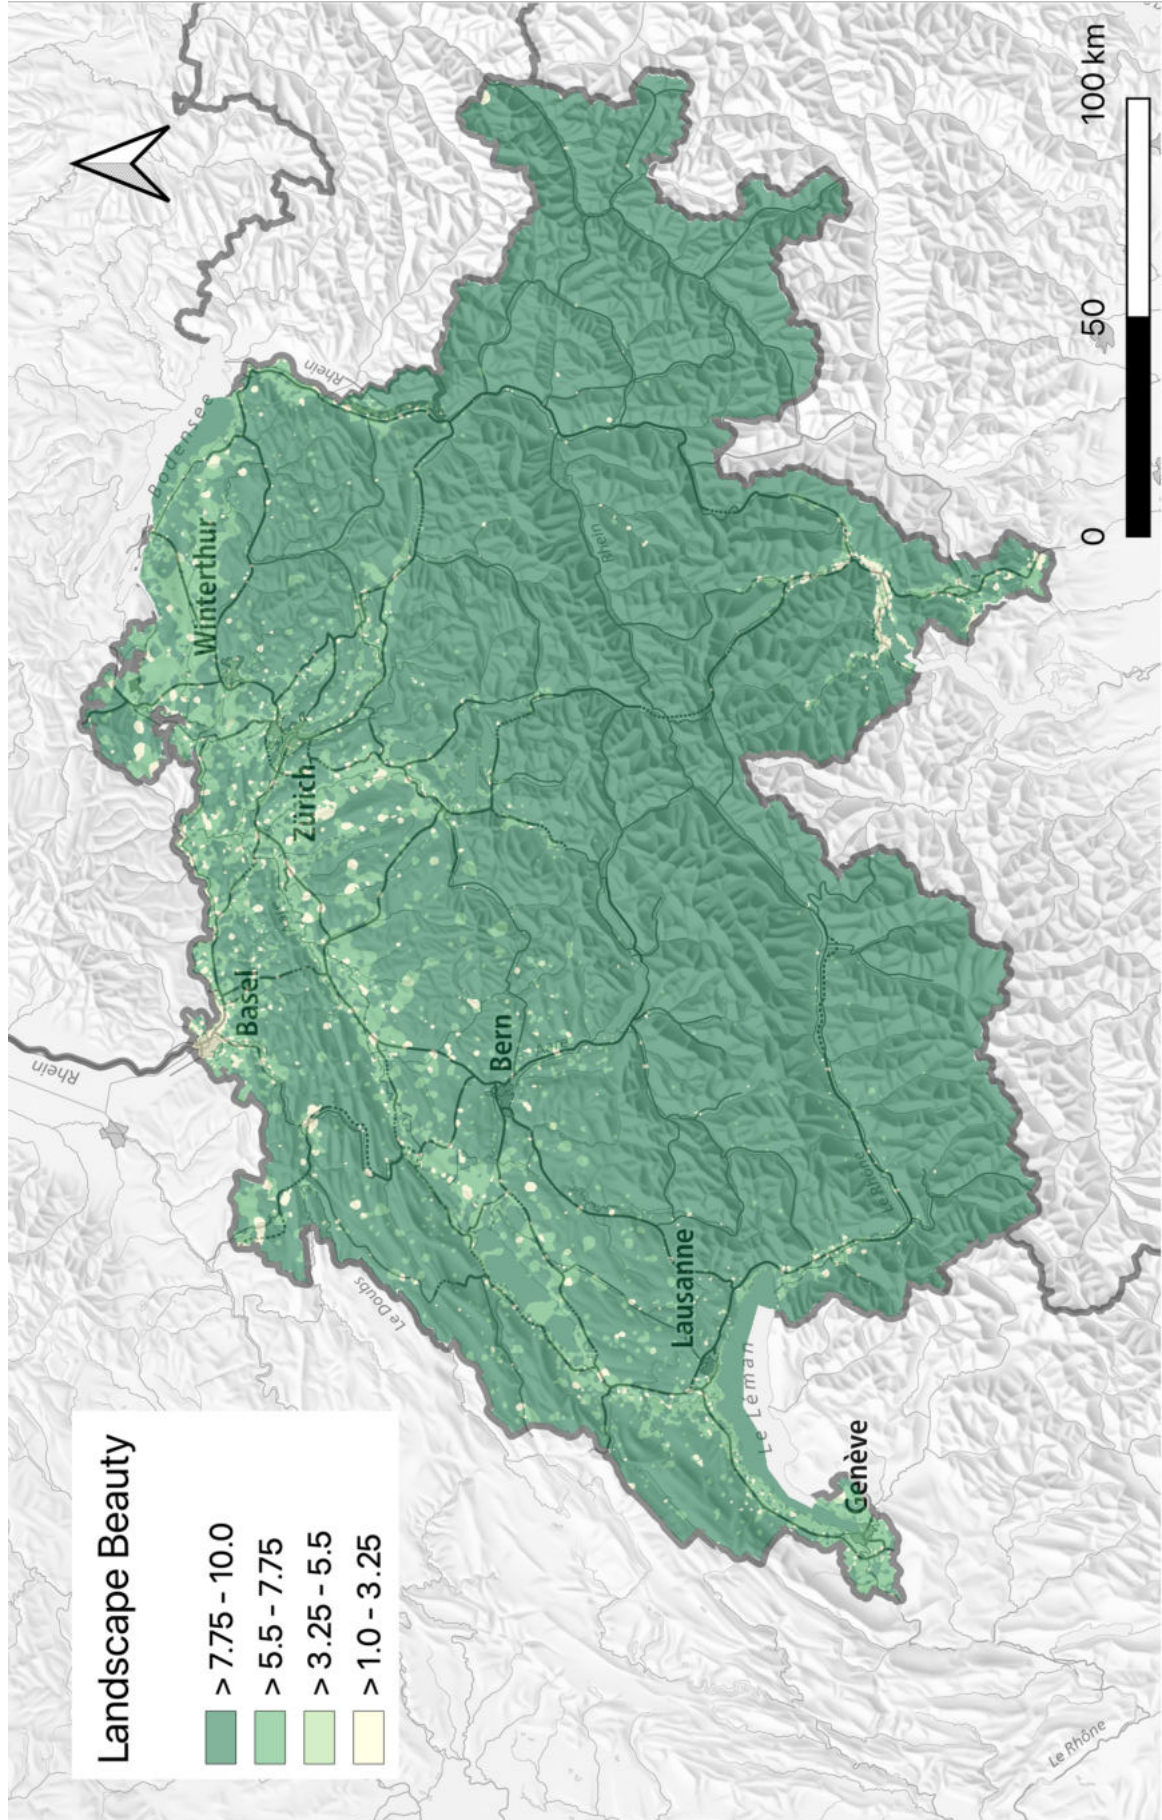 Landscape Beauty
> 7.75 - 10.0
> 5.5 - 7.75
> 3.25 - 5.5
> 1.0 - 3.25
Rhein
Bodensee
Winterthur
Rhein
Basel
Zürich
Le Doubs
Bern
Rhein
Lausanne
Le Léman
Le Rhône
Genève
Le Rhône
0
50
100 km